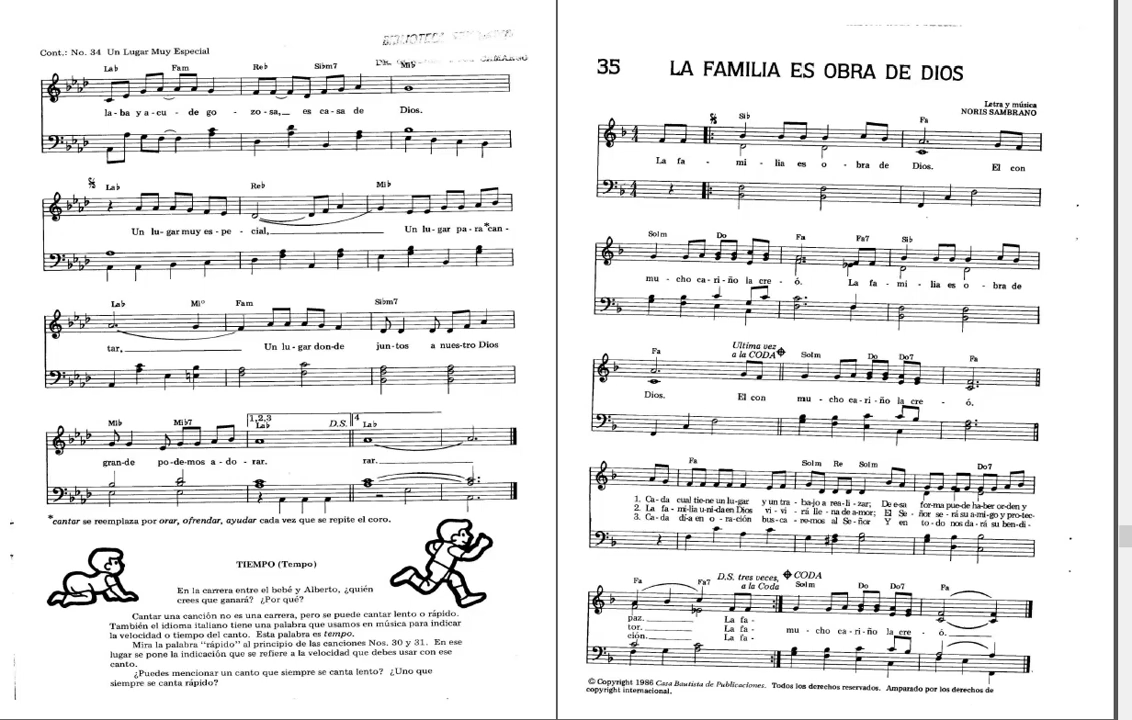 Cont.: No. 34 Un Lugar Muy Especial
Lab Fam Reb Sibm7 Mib
la-ba y a-cu - de go - zo-sa,__ es ca-sa de Dios.
Lab Reb Mib
Un lu-gar muy es-pe - cial,____ Un lu-gar pa-ra *can-
Lab Mi° Fam Sibm7
tar,____ Un lu-gar don-de jun-tos a nues-tro Dios
Mib Mib7 1,2,3 Lab D.S. 4 Lab
gran-de po-de-mos a-do-rar. rar.____
*cantar se reemplaza por orar, ofrendar, ayudar cada vez que se repite el coro.
TIEMPO (Tempo)
En la carrera entre el bebé y Alberto, ¿quién
crees que ganará? ¿Por qué?
Cantar una canción no es una carrera, pero se puede cantar lento o rápido.
También el idioma italiano tiene una palabra que usamos en música para indicar
la velocidad o tiempo del canto. Esta palabra es tempo.
Mira la palabra "rápido" al principio de las canciones Nos. 30 y 31. En ese
lugar se pone la indicación que se refiere a la velocidad que debes usar con ese
canto.
¿Puedes mencionar un canto que siempre se canta lento? ¿Uno que
siempre se canta rápido?
35 LA FAMILIA ES OBRA DE DIOS
Letra y música
NORIS SAMBRANO
Sib Fa
La fa - mi - lia es o - bra de Dios. El con
Solm Do Fa Fa7 Sib
mu - cho ca-ri-ño la cre - ó. La fa - mi - lia es o - bra de
Ultima vez
a la CODA
Fa Solm Do Do7 Fa
Dios. El con mu - cho ca-ri-ño la cre - ó.
Fa Solm Re Solm Do7
1. Ca-da cual tie-ne un lu-gar y un tra-ba-jo a rea-li-zar; De e-sa for-ma pue-de ha-ber or-den y
2. La fa-mi-lia u-ni-da en Dios vi-vi-rá lle-na de a-mor; El Se-ñor se-rá su a-mi-go y pro-tec-
3. Ca-da dí-a en o-ra-ción bus-ca-re-mos al Se-ñor Y en to-do nos da-rá su ben-di-
D.S. tres veces, CODA
a la Coda
Fa Fa7 Solm Do Do7 Fa
paz.____ La fa-
tor.____ La fa- mu - cho ca-ri-ño la cre - ó.____
ción.____ La fa-
© Copyright 1986 Casa Bautista de Publicaciones. Todos los derechos reservados. Amparado por los derechos de
copyright internacional.